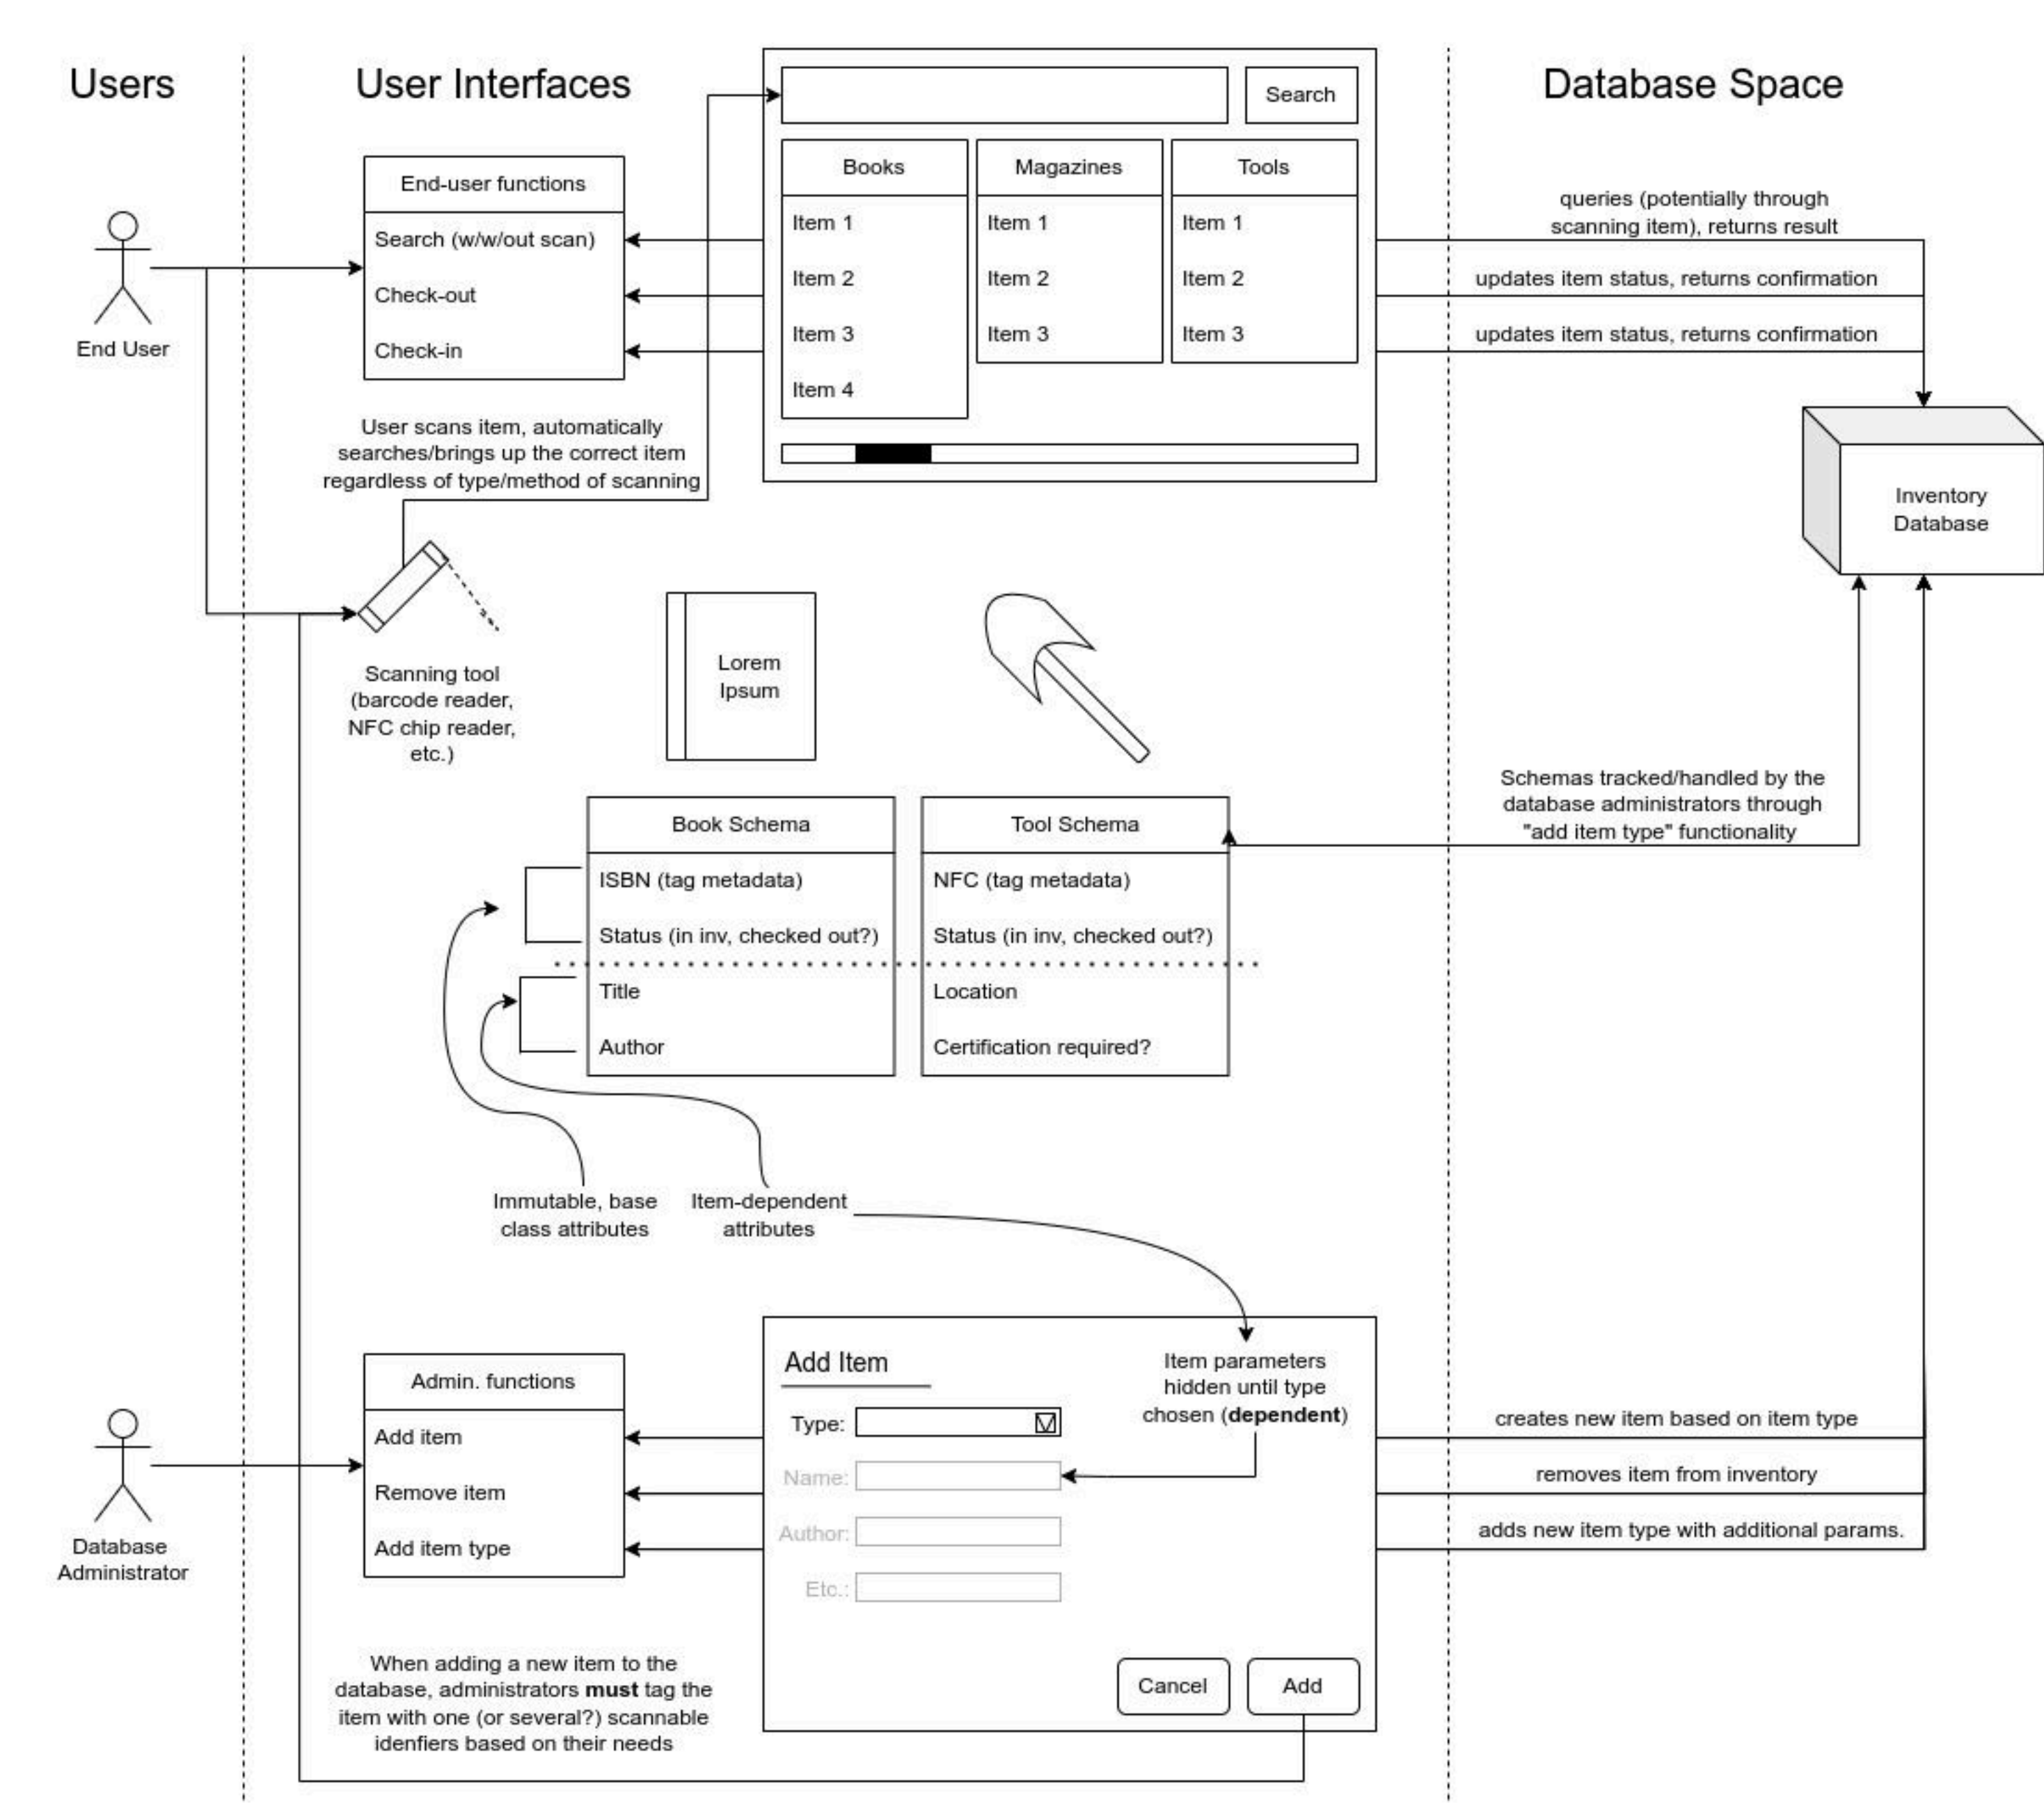 Users
User Interfaces
Database Space
Search
End-user functions
Search (w/w/out scan)
Check-out
Check-in
End User
Books
Item 1
Item 2
Item 3
Item 4
Magazines
Item 1
Item 2
Item 3
Tools
Item 1
Item 2
Item 3
queries (potentially through
scanning item), returns result
updates item status, returns confirmation
updates item status, returns confirmation
User scans item, automatically
searches/brings up the correct item
regardless of type/method of scanning
Inventory
Database
Scanning tool
(barcode reader,
NFC chip reader,
etc.)
Lorem
Ipsum
Schemas tracked/handled by the
database administrators through
"add item type" functionality
Book Schema
ISBN (tag metadata)
Status (in inv, checked out?)
Title
Author
Tool Schema
NFC (tag metadata)
Status (in inv, checked out?)
Location
Certification required?
Immutable, base
class attributes
Item-dependent
attributes
Admin. functions
Add item
Remove item
Add item type
Database
Administrator
Add Item
Type:
Name:
Author:
Etc.:
Item parameters
hidden until type
chosen (dependent)
Cancel
Add
creates new item based on item type
removes item from inventory
adds new item type with additional params.
When adding a new item to the
database, administrators must tag the
item with one (or several?) scannable
idenfiers based on their needs